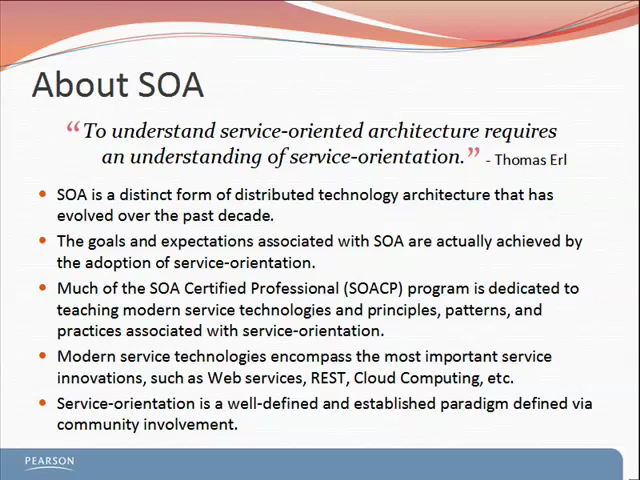 About SOA
“To understand service-oriented architecture requires
an understanding of service-orientation.” - Thomas Erl
• SOA is a distinct form of distributed technology architecture that has
evolved over the past decade.
• The goals and expectations associated with SOA are actually achieved by
the adoption of service-orientation.
• Much of the SOA Certified Professional (SOACP) program is dedicated to
teaching modern service technologies and principles, patterns, and
practices associated with service-orientation.
• Modern service technologies encompass the most important service
innovations, such as Web services, REST, Cloud Computing, etc.
• Service-orientation is a well-defined and established paradigm defined via
community involvement.
PEARSON